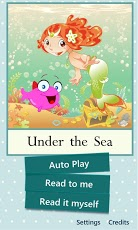 Under the Sea
Auto Play
Read to me
Read it myself
Settings Credits